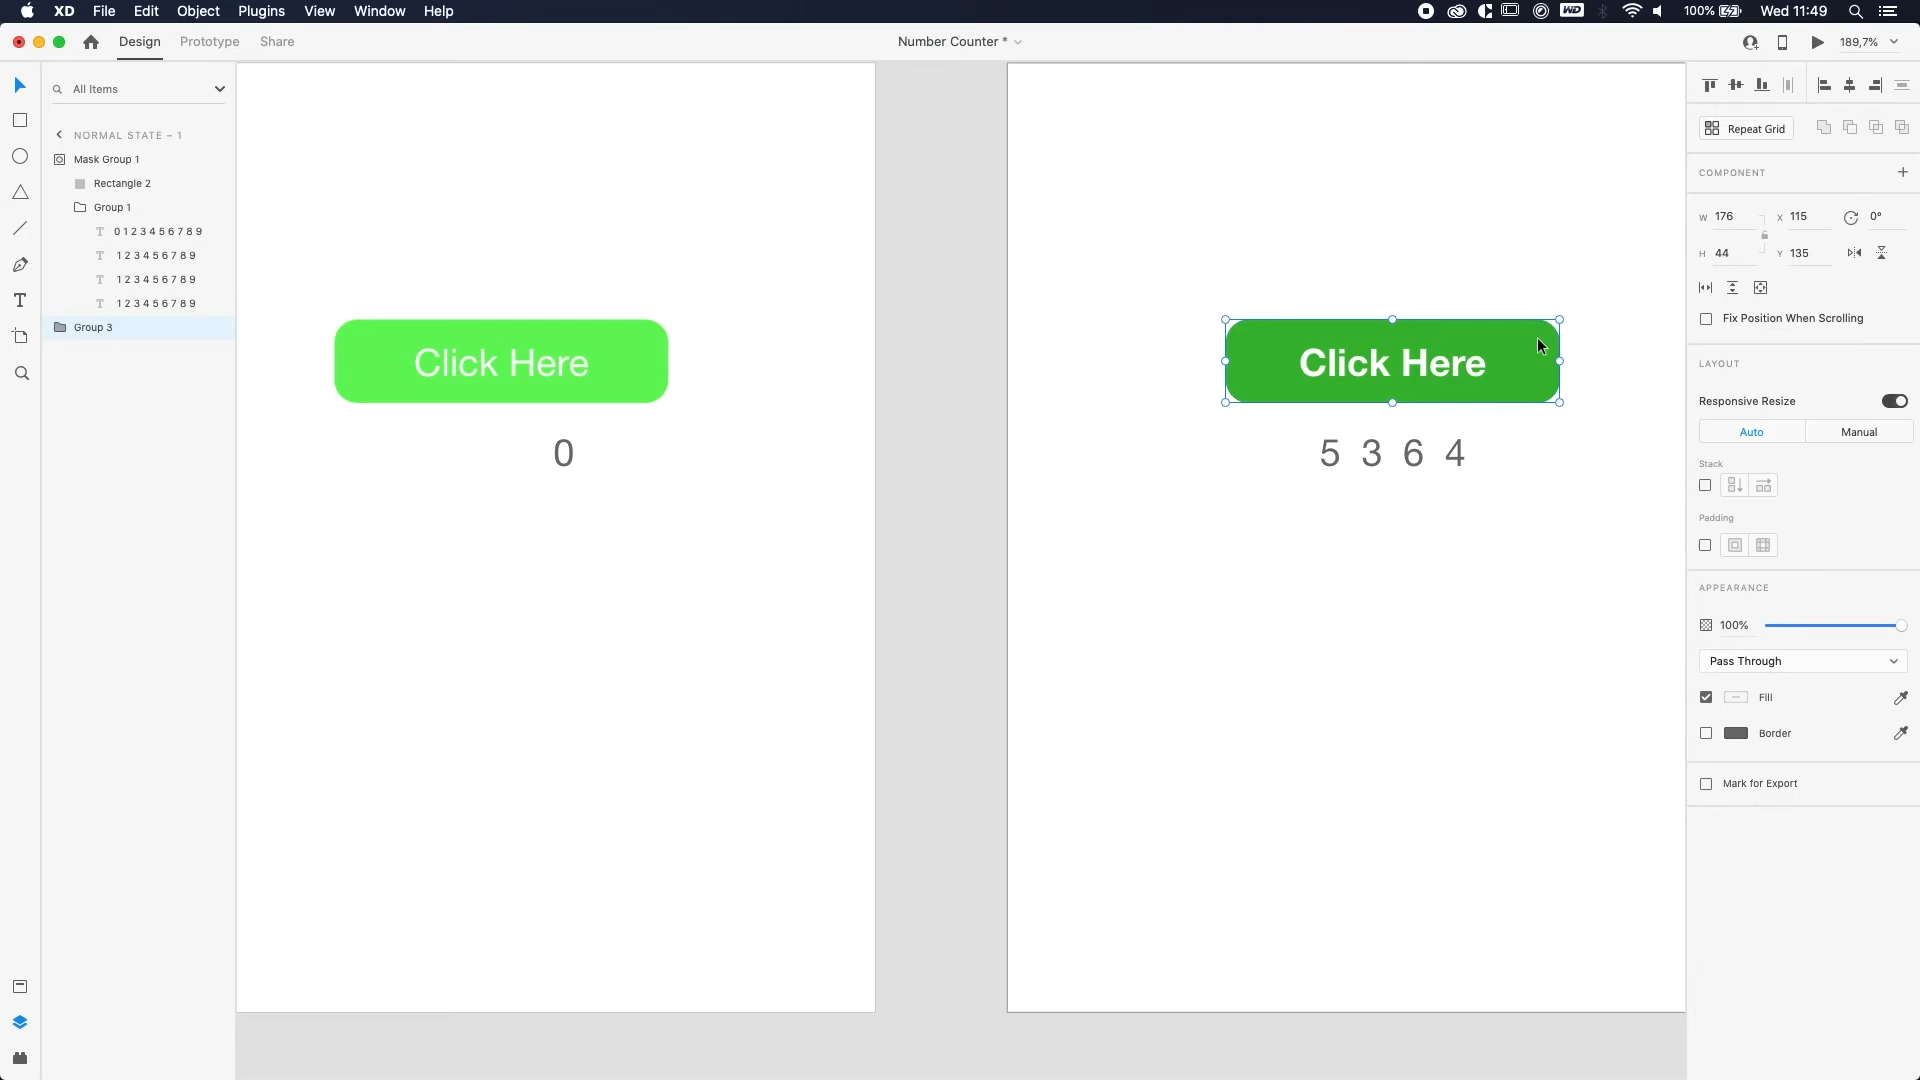 XD File Edit Object Plugins View Window Help 100% Wed 11:49
Design Prototype Share Number Counter * 189,7%
All Items
NORMAL STATE – 1
Mask Group 1
Rectangle 2
Group 1
0 1 2 3 4 5 6 7 8 9
1 2 3 4 5 6 7 8 9
1 2 3 4 5 6 7 8 9
1 2 3 4 5 6 7 8 9
Group 3
Click Here
0
Click Here
5 3 6 4
Repeat Grid
COMPONENT
W 176 X 115 0°
H 44 Y 135
Fix Position When Scrolling
LAYOUT
Responsive Resize
Auto Manual
Stack
Padding
APPEARANCE
100%
Pass Through
Fill
Border
Mark for Export